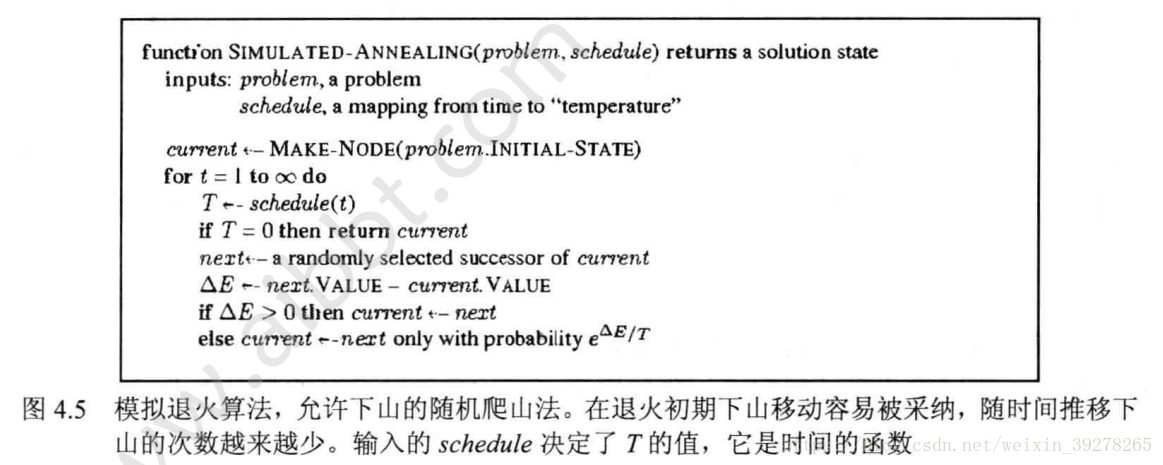 function SIMULATED-ANNEALING(problem, schedule) returns a solution state
inputs: problem, a problem
schedule, a mapping from time to “temperature”
current ← MAKE-NODE(problem.INITIAL-STATE)
for t = 1 to ∞ do
T ← schedule(t)
if T = 0 then return current
next ← a randomly selected successor of current
ΔE ← next.VALUE – current.VALUE
if ΔE > 0 then current ← next
else current ← next only with probability e^{ΔE/T}
图 4.5 模拟退火算法，允许下山的随机爬山法。在退火初期下山移动容易被采纳，随时间推移下
山的次数越来越少。输入的 schedule 决定了 T 的值，它是时间的函数
www.aibbt.com
csdn.net/weixin_39278265